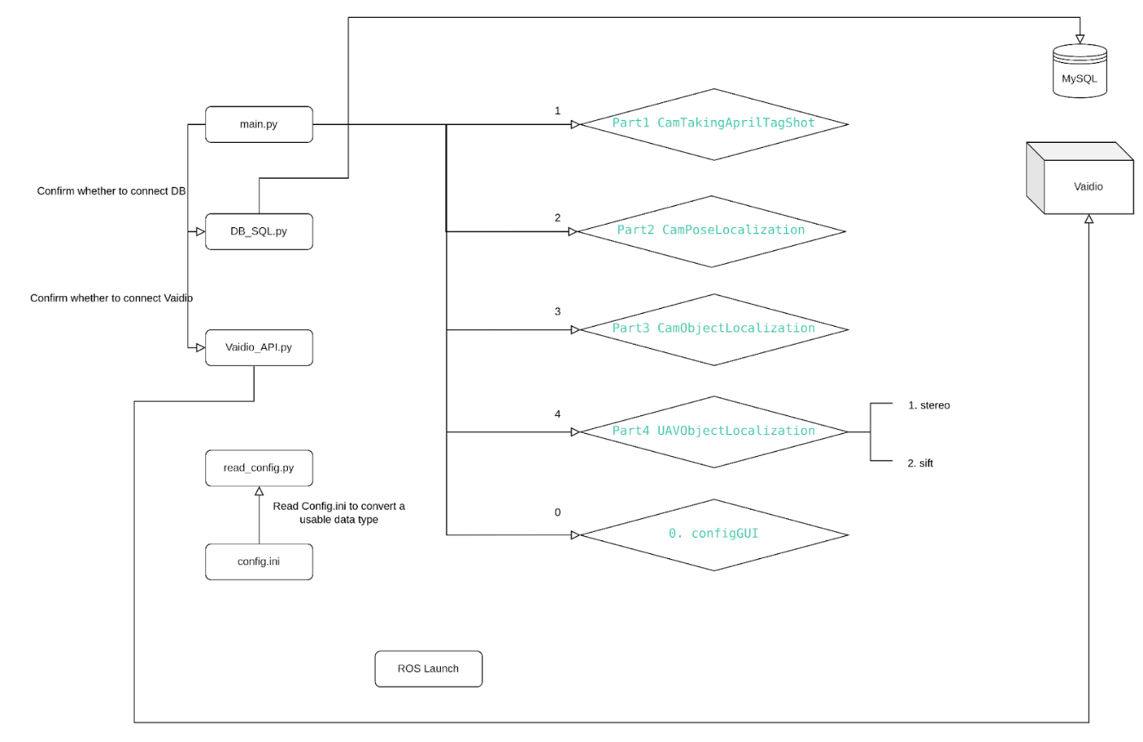 MySQL
main.py
1
Part1 CamTakingAprilTagShot
Vaidio
Confirm whether to connect DB
DB_SQL.py
2
Part2 CamPoseLocalization
Confirm whether to connect Vaidio
3
Part3 CamObjectLocalization
Vaidio_API.py
4
Part4 UAVObjectLocalization
1. stereo
2. sift
read_config.py
Read Config.ini to convert a
usable data type
0
0. configGUI
config.ini
ROS Launch